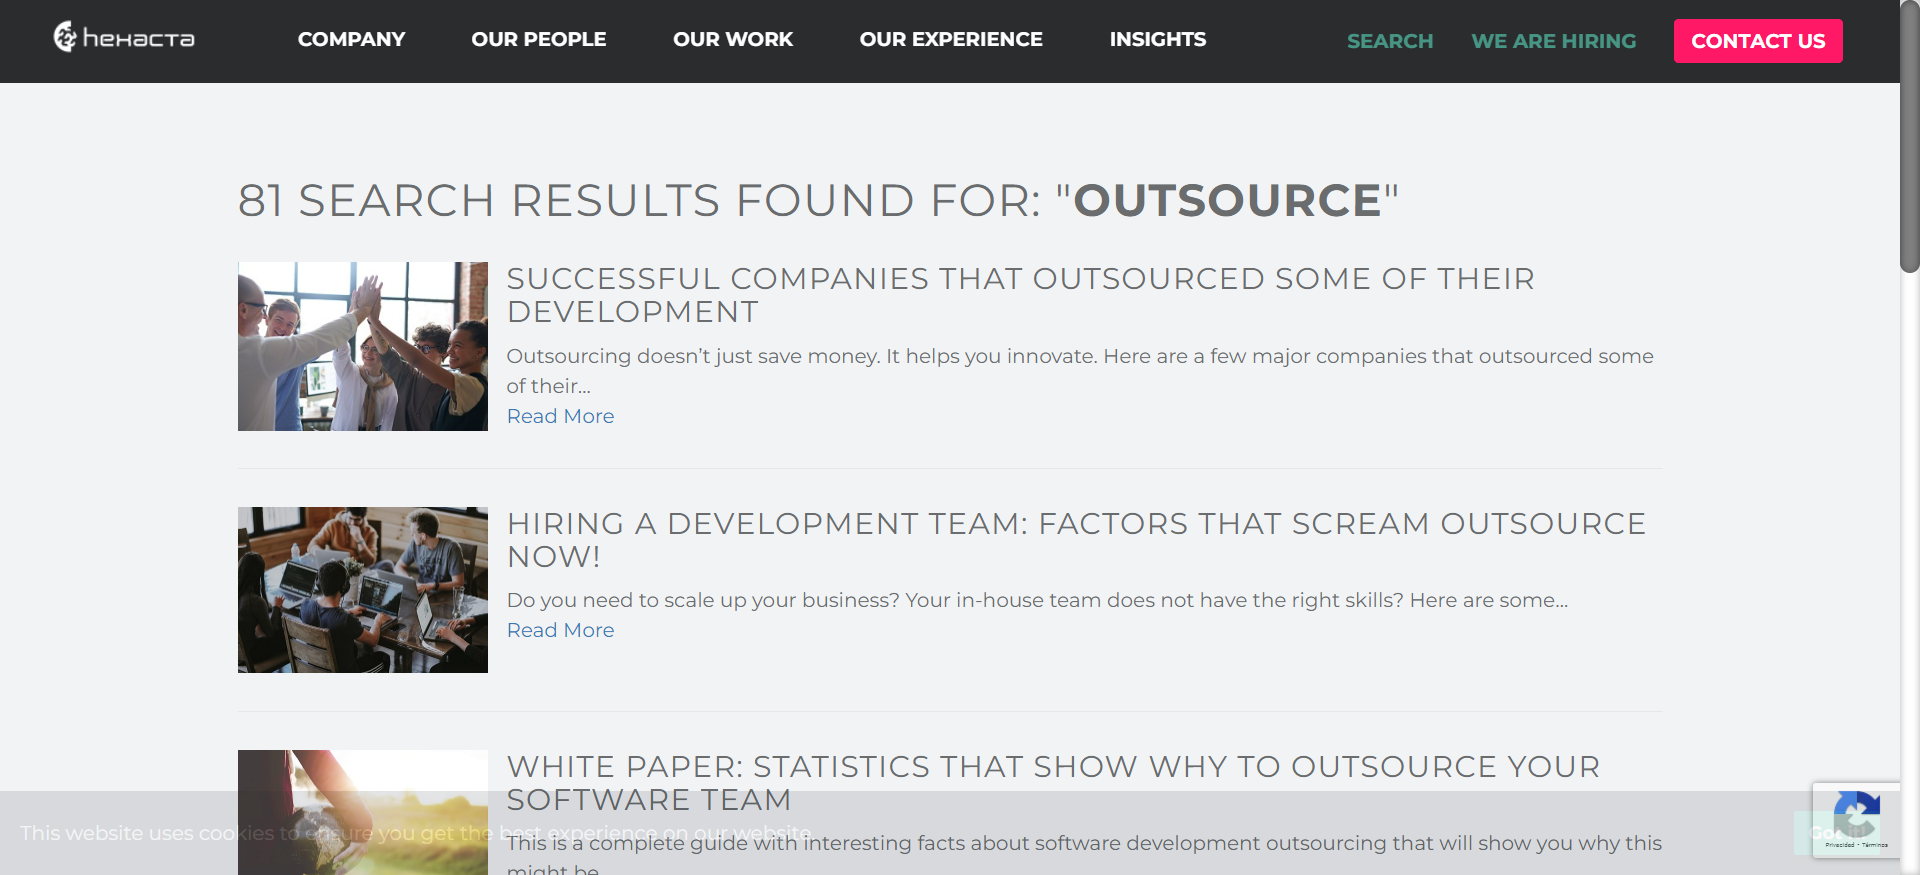 hexacta
COMPANY
OUR PEOPLE
OUR WORK
OUR EXPERIENCE
INSIGHTS
SEARCH
WE ARE HIRING
CONTACT US
81 SEARCH RESULTS FOUND FOR: "OUTSOURCE"
SUCCESSFUL COMPANIES THAT OUTSOURCED SOME OF THEIR
DEVELOPMENT
Outsourcing doesn’t just save money. It helps you innovate. Here are a few major companies that outsourced some
of their...
Read More
HIRING A DEVELOPMENT TEAM: FACTORS THAT SCREAM OUTSOURCE
NOW!
Do you need to scale up your business? Your in-house team does not have the right skills? Here are some...
Read More
WHITE PAPER: STATISTICS THAT SHOW WHY TO OUTSOURCE YOUR
SOFTWARE TEAM
This is a complete guide with interesting facts about software development outsourcing that will show you why this
might be
This website uses cookies to ensure you get the best experience on our website.
Got it!
Privacidad - Términos